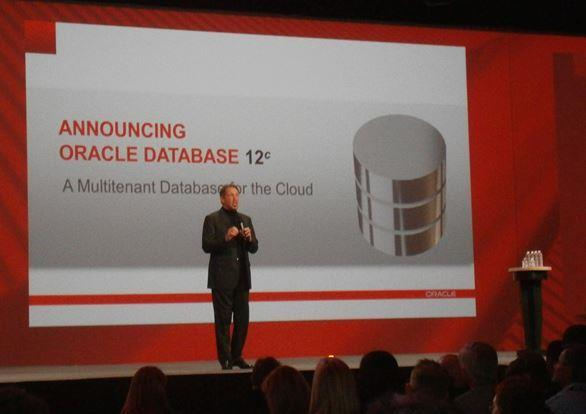 ANNOUNCING
ORACLE DATABASE 12c
A Multitenant Database for the Cloud
ORACLE